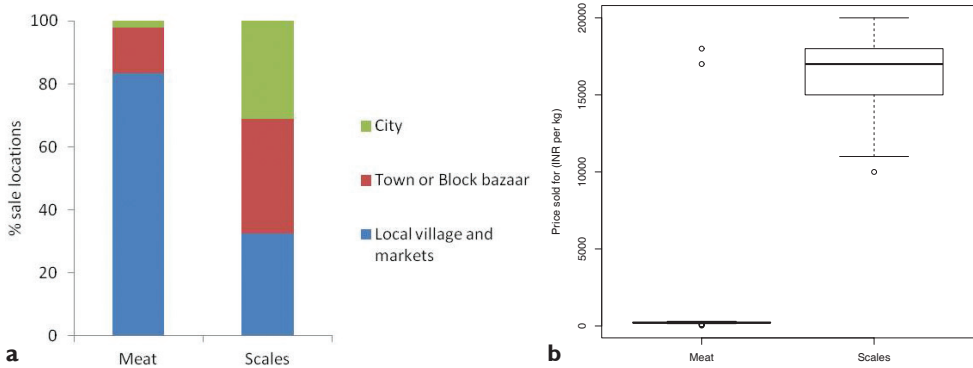 100
80
60
40
20
0
% sale locations
Meat
Scales
City
Town or Block bazaar
Local village and
markets
a
20000
15000
10000
5000
0
Price sold for (INR per kg)
Meat
Scales
b